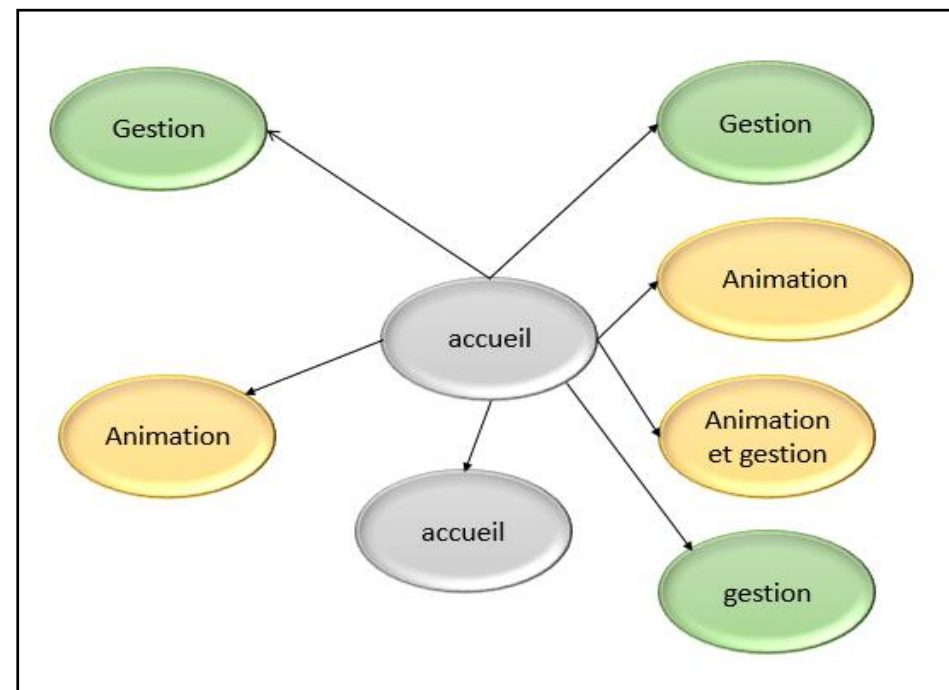 Gestion
Gestion
Animation
accueil
Animation
Animation
et gestion
accueil
gestion